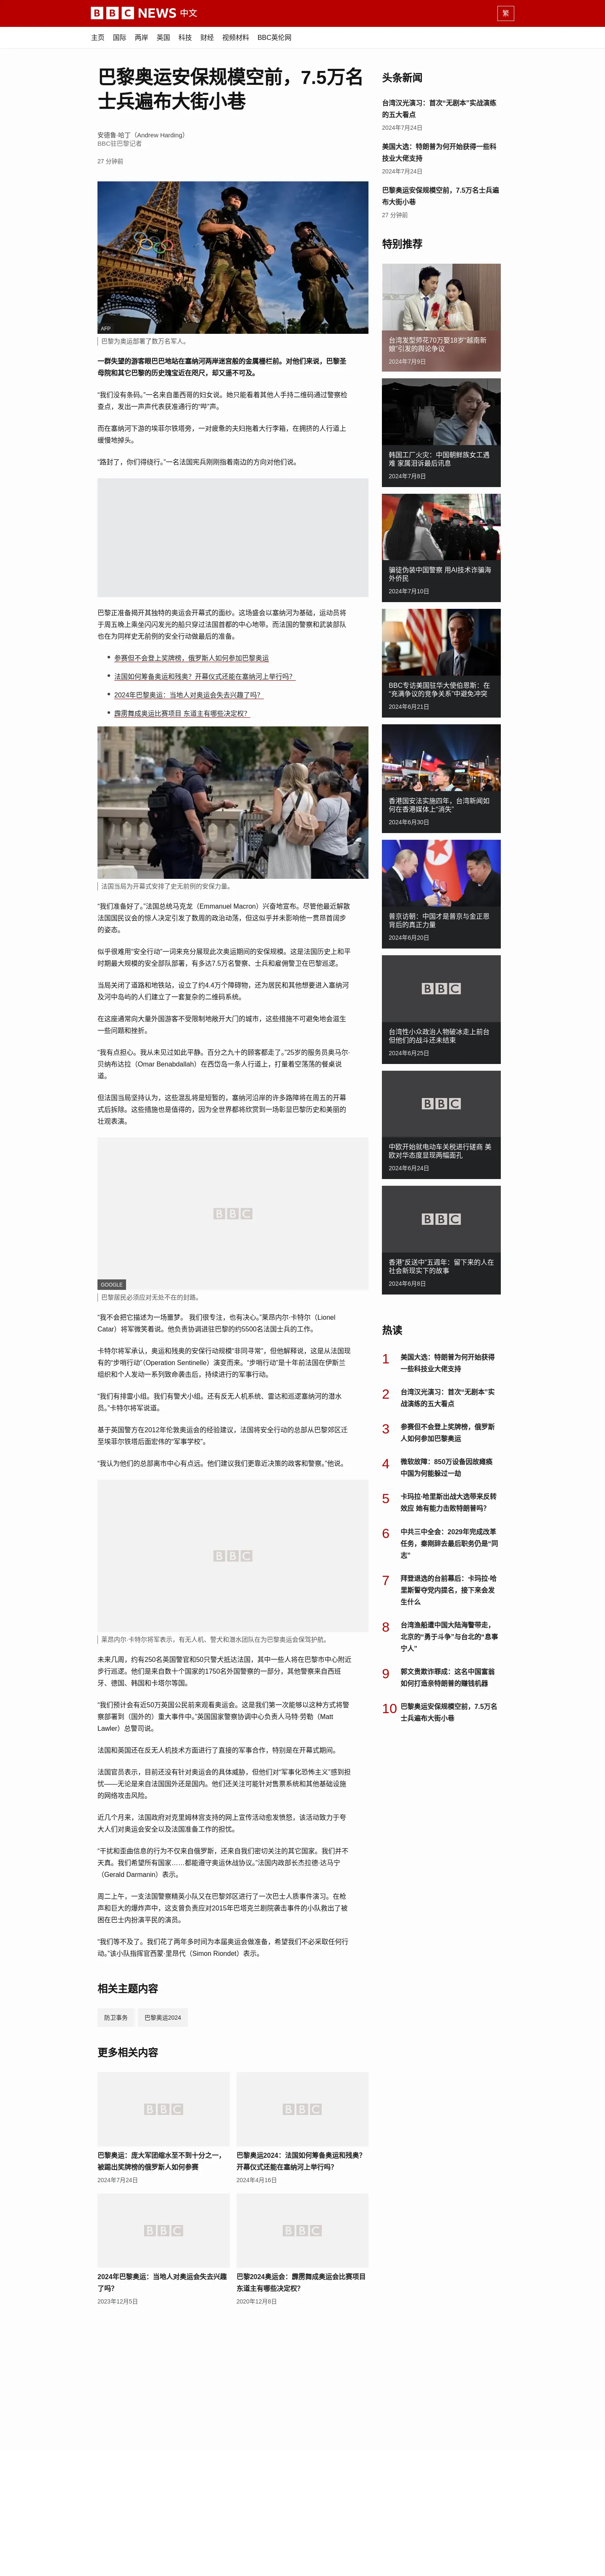 BBC NEWS 中文
繁
主页 国际 两岸 英国 科技 财经 视频材料 BBC英伦网
巴黎奥运安保规模空前，7.5万名
士兵遍布大街小巷
安德鲁·哈丁（Andrew Harding）
BBC驻巴黎记者
27 分钟前
AFP
巴黎为奥运部署了数万名军人。
一群失望的游客眼巴巴地站在塞纳河两岸迷宫般的金属栅栏前。对他们来说，巴黎圣
母院和其它巴黎的历史瑰宝近在咫尺，却又遥不可及。
“我们没有条码。”一名来自墨西哥的妇女说。她只能看着其他人手持二维码通过警察检
查点，发出一声声代表获准通行的“哔”声。
而在塞纳河下游的埃菲尔铁塔旁，一对疲惫的夫妇拖着大行李箱，在拥挤的人行道上
缓慢地掉头。
“路封了，你们得绕行。”一名法国宪兵刚刚指着南边的方向对他们说。
巴黎正准备揭开其独特的奥运会开幕式的面纱。这场盛会以塞纳河为基础，运动员将
于周五晚上乘坐闪闪发光的船只穿过法国首都的中心地带。而法国的警察和武装部队
也在为同样史无前例的安全行动做最后的准备。
参赛但不会登上奖牌榜，俄罗斯人如何参加巴黎奥运
法国如何筹备奥运和残奥？开幕仪式还能在塞纳河上举行吗？
2024年巴黎奥运：当地人对奥运会失去兴趣了吗？
霹雳舞成奥运比赛项目 东道主有哪些决定权？
法国当局为开幕式安排了史无前例的安保力量。
“我们准备好了。”法国总统马克龙（Emmanuel Macron）兴奋地宣布。尽管他最近解散
法国国民议会的惊人决定引发了数周的政治动荡，但这似乎并未影响他一贯昂首阔步
的姿态。
似乎很难用“安全行动”一词来充分展现此次奥运期间的安保规模。这是法国历史上和平
时期最大规模的安全部队部署，有多达7.5万名警察、士兵和雇佣警卫在巴黎巡逻。
当局关闭了道路和地铁站，设立了约4.4万个障碍物，还为居民和其他想要进入塞纳河
及河中岛屿的人们建立了一套复杂的二维码系统。
在这座通常向大量外国游客不受限制地敞开大门的城市，这些措施不可避免地会滋生
一些问题和挫折。
“我有点担心。我从未见过如此平静。百分之九十的顾客都走了。”25岁的服务员奥马尔·
贝纳布达拉（Omar Benabdallah）在西岱岛一条人行道上，打量着空荡荡的餐桌说
道。
但法国当局坚持认为，这些混乱将是短暂的，塞纳河沿岸的许多路障将在周五的开幕
式后拆除。这些措施也是值得的，因为全世界都将欣赏到一场彰显巴黎历史和美丽的
壮观表演。
BBC
GOOGLE
巴黎居民必须应对无处不在的封路。
“我不会把它描述为一场噩梦。 我们很专注，也有决心。”莱昂内尔·卡特尔（Lionel
Catar）将军微笑着说。他负责协调进驻巴黎的约5500名法国士兵的工作。
卡特尔将军承认，奥运和残奥的安保行动规模“非同寻常”，但他解释说，这是从法国现
有的“步哨行动”（Operation Sentinelle）演变而来。“步哨行动”是十年前法国在伊斯兰
组织和个人发动一系列致命袭击后，持续进行的军事行动。
“我们有排雷小组。我们有警犬小组。还有反无人机系统、雷达和巡逻塞纳河的潜水
员。”卡特尔将军说道。
基于英国警方在2012年伦敦奥运会的经验建议，法国将安全行动的总部从巴黎郊区迁
至埃菲尔铁塔后面宏伟的“军事学校”。
“我认为他们的总部离市中心有点远。他们建议我们更靠近决策的政客和警察。”他说。
BBC
莱昂内尔·卡特尔将军表示，有无人机、警犬和潜水团队在为巴黎奥运会保驾护航。
未来几周，约有250名英国警官和50只警犬抵达法国，其中一些人将在巴黎市中心附近
步行巡逻。他们是来自数十个国家的1750名外国警察的一部分，其他警察来自西班
牙、德国、韩国和卡塔尔等国。
“我们预计会有近50万英国公民前来观看奥运会。这是我们第一次能够以这种方式将警
察部署到（国外的）重大事件中。”英国国家警察协调中心负责人马特·劳勒（Matt
Lawler）总警司说。
法国和英国还在反无人机技术方面进行了直接的军事合作，特别是在开幕式期间。
法国官员表示，目前还没有针对奥运会的具体威胁，但他们对“军事化恐怖主义”感到担
忧——无论是来自法国国外还是国内。他们还关注可能针对售票系统和其他基础设施
的网络攻击风险。
近几个月来，法国政府对克里姆林宫支持的网上宣传活动愈发愤怒，该活动致力于夸
大人们对奥运会安全以及法国准备工作的担忧。
“干扰和歪曲信息的行为不仅来自俄罗斯，还来自我们密切关注的其它国家。我们并不
天真。我们希望所有国家……都能遵守奥运休战协议。”法国内政部长杰拉德·达马宁
（Gerald Darmanin）表示。
周二上午，一支法国警察精英小队又在巴黎郊区进行了一次巴士人质事件演习。在枪
声和巨大的爆炸声中，这支曾负责应对2015年巴塔克兰剧院袭击事件的小队救出了被
困在巴士内扮演平民的演员。
“我们等不及了。我们花了两年多时间为本届奥运会做准备，希望我们不必采取任何行
动。”该小队指挥官西蒙·里昂代（Simon Riondet）表示。
相关主题内容
防卫事务 巴黎奥运2024
更多相关内容
BBC
巴黎奥运：庞大军团缩水至不到十分之一，
被踢出奖牌榜的俄罗斯人如何参赛
2024年7月24日
BBC
巴黎奥运2024：法国如何筹备奥运和残奥？
开幕仪式还能在塞纳河上举行吗？
2024年4月16日
BBC
2024年巴黎奥运：当地人对奥运会失去兴趣
了吗？
2023年12月5日
BBC
巴黎2024奥运会：霹雳舞成奥运会比赛项目
东道主有哪些决定权？
2020年12月8日
头条新闻
台湾汉光演习：首次“无剧本”实战演练
的五大看点
2024年7月24日
美国大选：特朗普为何开始获得一些科
技业大佬支持
2024年7月24日
巴黎奥运安保规模空前，7.5万名士兵遍
布大街小巷
27 分钟前
特别推荐
台湾发型师花70万娶18岁“越南新
娘”引发的舆论争议
2024年7月9日
韩国工厂火灾：中国朝鲜族女工遇
难 家属泪诉最后讯息
2024年7月8日
骗徒伪装中国警察 用AI技术诈骗海
外侨民
2024年7月10日
BBC专访美国驻华大使伯恩斯：在
“充满争议的竞争关系”中避免冲突
2024年6月21日
香港国安法实施四年，台湾新闻如
何在香港媒体上“消失”
2024年6月30日
普京访朝：中国才是普京与金正恩
背后的真正力量
2024年6月20日
BBC
台湾性小众政治人物破冰走上前台
但他们的战斗还未结束
2024年6月25日
BBC
中欧开始就电动车关税进行磋商 美
欧对华态度显现两幅面孔
2024年6月24日
BBC
香港“反送中”五週年：留下来的人在
社会新现实下的故事
2024年6月8日
热读
1 美国大选：特朗普为何开始获得
一些科技业大佬支持
2 台湾汉光演习：首次“无剧本”实
战演练的五大看点
3 参赛但不会登上奖牌榜，俄罗斯
人如何参加巴黎奥运
4 微软故障：850万设备因故瘫痪
中国为何能躲过一劫
5 卡玛拉·哈里斯出战大选带来反转
效应 她有能力击败特朗普吗？
6 中共三中全会：2029年完成改革
任务，秦刚辞去最后职务仍是“同
志”
7 拜登退选的台前幕后：卡玛拉·哈
里斯誓夺党内提名，接下来会发
生什么
8 台湾渔船遭中国大陆海警带走，
北京的“勇于斗争”与台北的“息事
宁人”
9 郭文贵欺诈罪成：这名中国富翁
如何打造亲特朗普的赚钱机器
10 巴黎奥运安保规模空前，7.5万名
士兵遍布大街小巷